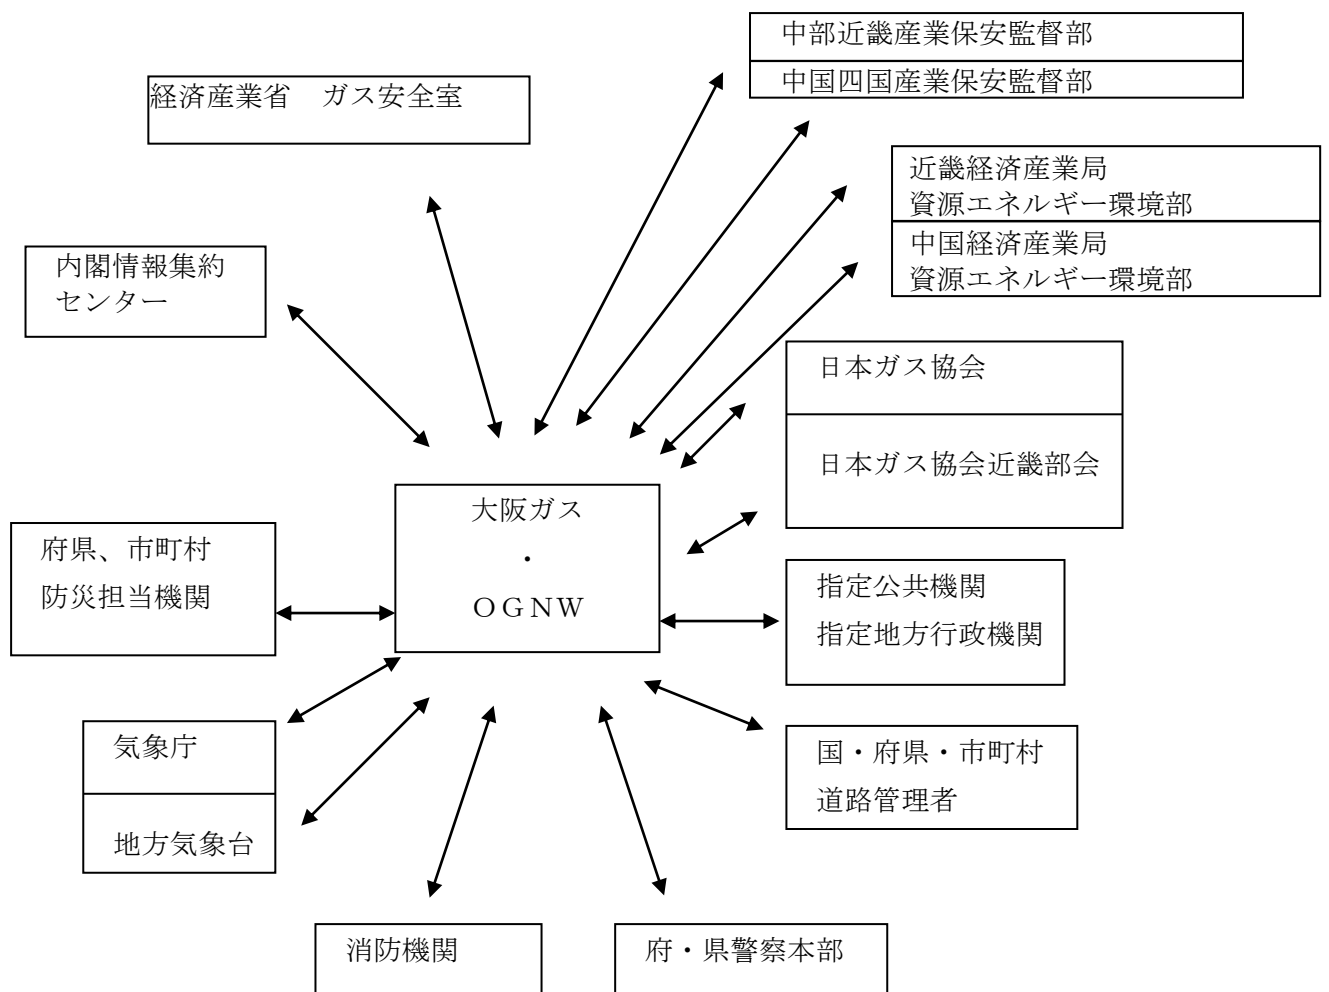 中部近畿産業保安監督部
中国四国産業保安監督部
経済産業省　ガス安全室
近畿経済産業局
資源エネルギー環境部
中国経済産業局
資源エネルギー環境部
内閣情報集約
センター
日本ガス協会
日本ガス協会近畿部会
大阪ガス
・
ＯＧＮＷ
府県、市町村
防災担当機関
指定公共機関
指定地方行政機関
気象庁
地方気象台
国・府県・市町村
道路管理者
消防機関
府・県警察本部